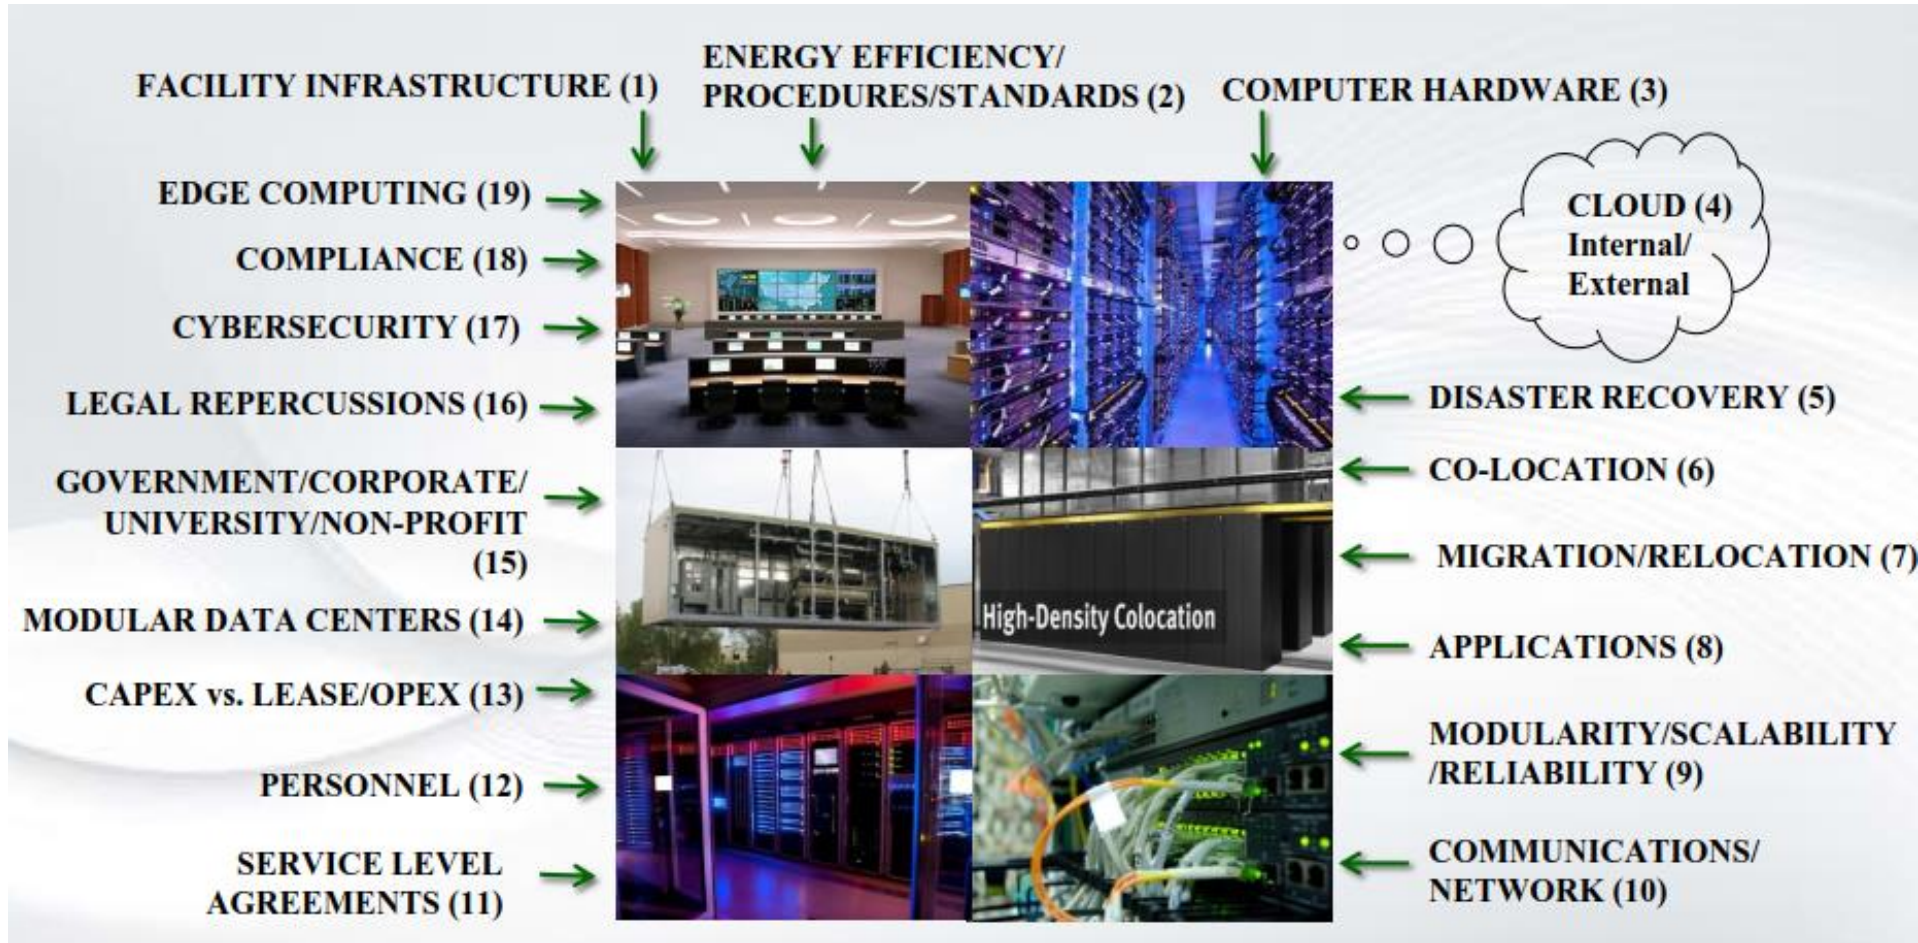 FACILITY INFRASTRUCTURE (1)
ENERGY EFFICIENCY/
PROCEDURES/STANDARDS (2)
COMPUTER HARDWARE (3)
CLOUD (4)
Internal/
External
DISASTER RECOVERY (5)
CO-LOCATION (6)
MIGRATION/RELOCATION (7)
APPLICATIONS (8)
MODULARITY/SCALABILITY
/RELIABILITY (9)
COMMUNICATIONS/
NETWORK (10)
SERVICE LEVEL
AGREEMENTS (11)
PERSONNEL (12)
CAPEX vs. LEASE/OPEX (13)
MODULAR DATA CENTERS (14)
GOVERNMENT/CORPORATE/
UNIVERSITY/NON-PROFIT
(15)
LEGAL REPERCUSSIONS (16)
CYBERSECURITY (17)
COMPLIANCE (18)
EDGE COMPUTING (19)
High-Density Colocation